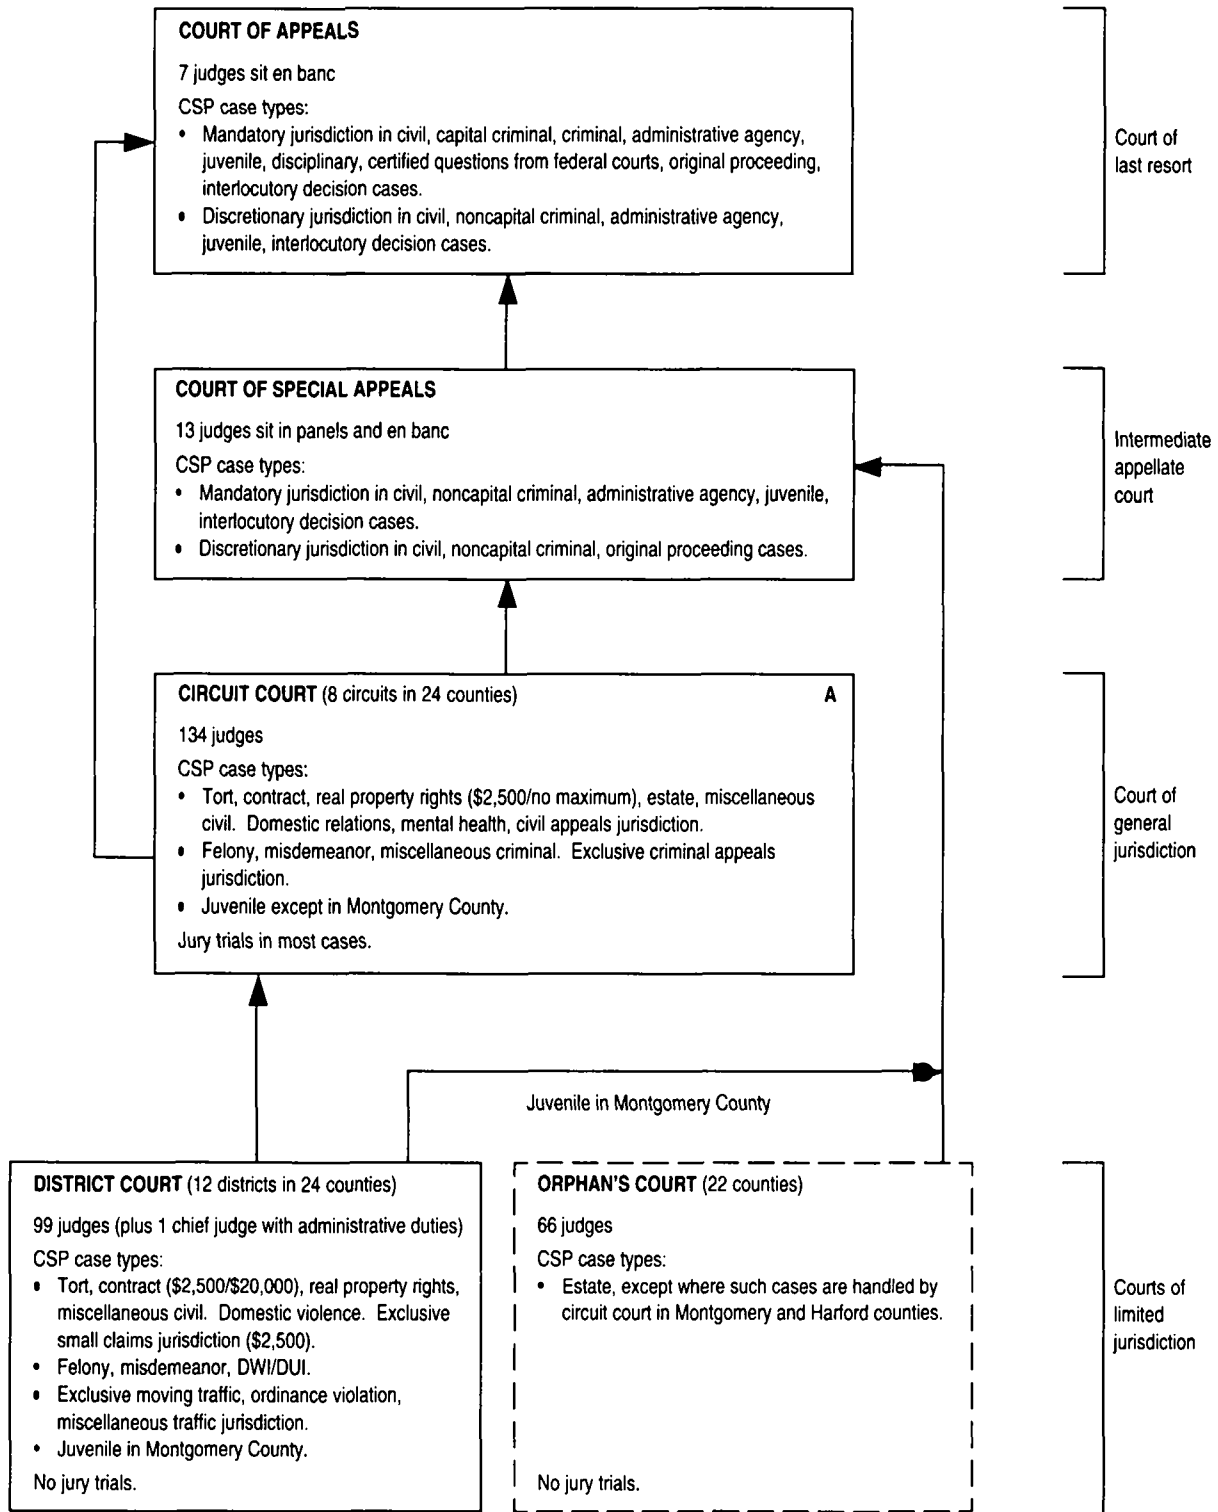 COURT OF APPEALS
7 judges sit en banc
CSP case types:
• Mandatory jurisdiction in civil, capital criminal, criminal, administrative agency,
juvenile, disciplinary, certified questions from federal courts, original proceeding,
interlocutory decision cases.
• Discretionary jurisdiction in civil, noncapital criminal, administrative agency,
juvenile, interlocutory decision cases.
Court of
last resort
COURT OF SPECIAL APPEALS
13 judges sit in panels and en banc
CSP case types:
• Mandatory jurisdiction in civil, noncapital criminal, administrative agency, juvenile,
interlocutory decision cases.
• Discretionary jurisdiction in civil, noncapital criminal, original proceeding cases.
Intermediate
appellate
court
CIRCUIT COURT (8 circuits in 24 counties) A
134 judges
CSP case types:
• Tort, contract, real property rights ($2,500/no maximum), estate, miscellaneous
civil. Domestic relations, mental health, civil appeals jurisdiction.
• Felony, misdemeanor, miscellaneous criminal. Exclusive criminal appeals
jurisdiction.
• Juvenile except in Montgomery County.
Jury trials in most cases.
Court of
general
jurisdiction
Juvenile in Montgomery County
DISTRICT COURT (12 districts in 24 counties)
99 judges (plus 1 chief judge with administrative duties)
CSP case types:
• Tort, contract ($2,500/$20,000), real property rights,
miscellaneous civil. Domestic violence. Exclusive
small claims jurisdiction ($2,500).
• Felony, misdemeanor, DWI/DUI.
• Exclusive moving traffic, ordinance violation,
miscellaneous traffic jurisdiction.
• Juvenile in Montgomery County.
No jury trials.
ORPHAN'S COURT (22 counties)
66 judges
CSP case types:
• Estate, except where such cases are handled by
circuit court in Montgomery and Harford counties.
No jury trials.
Courts of
limited
jurisdiction